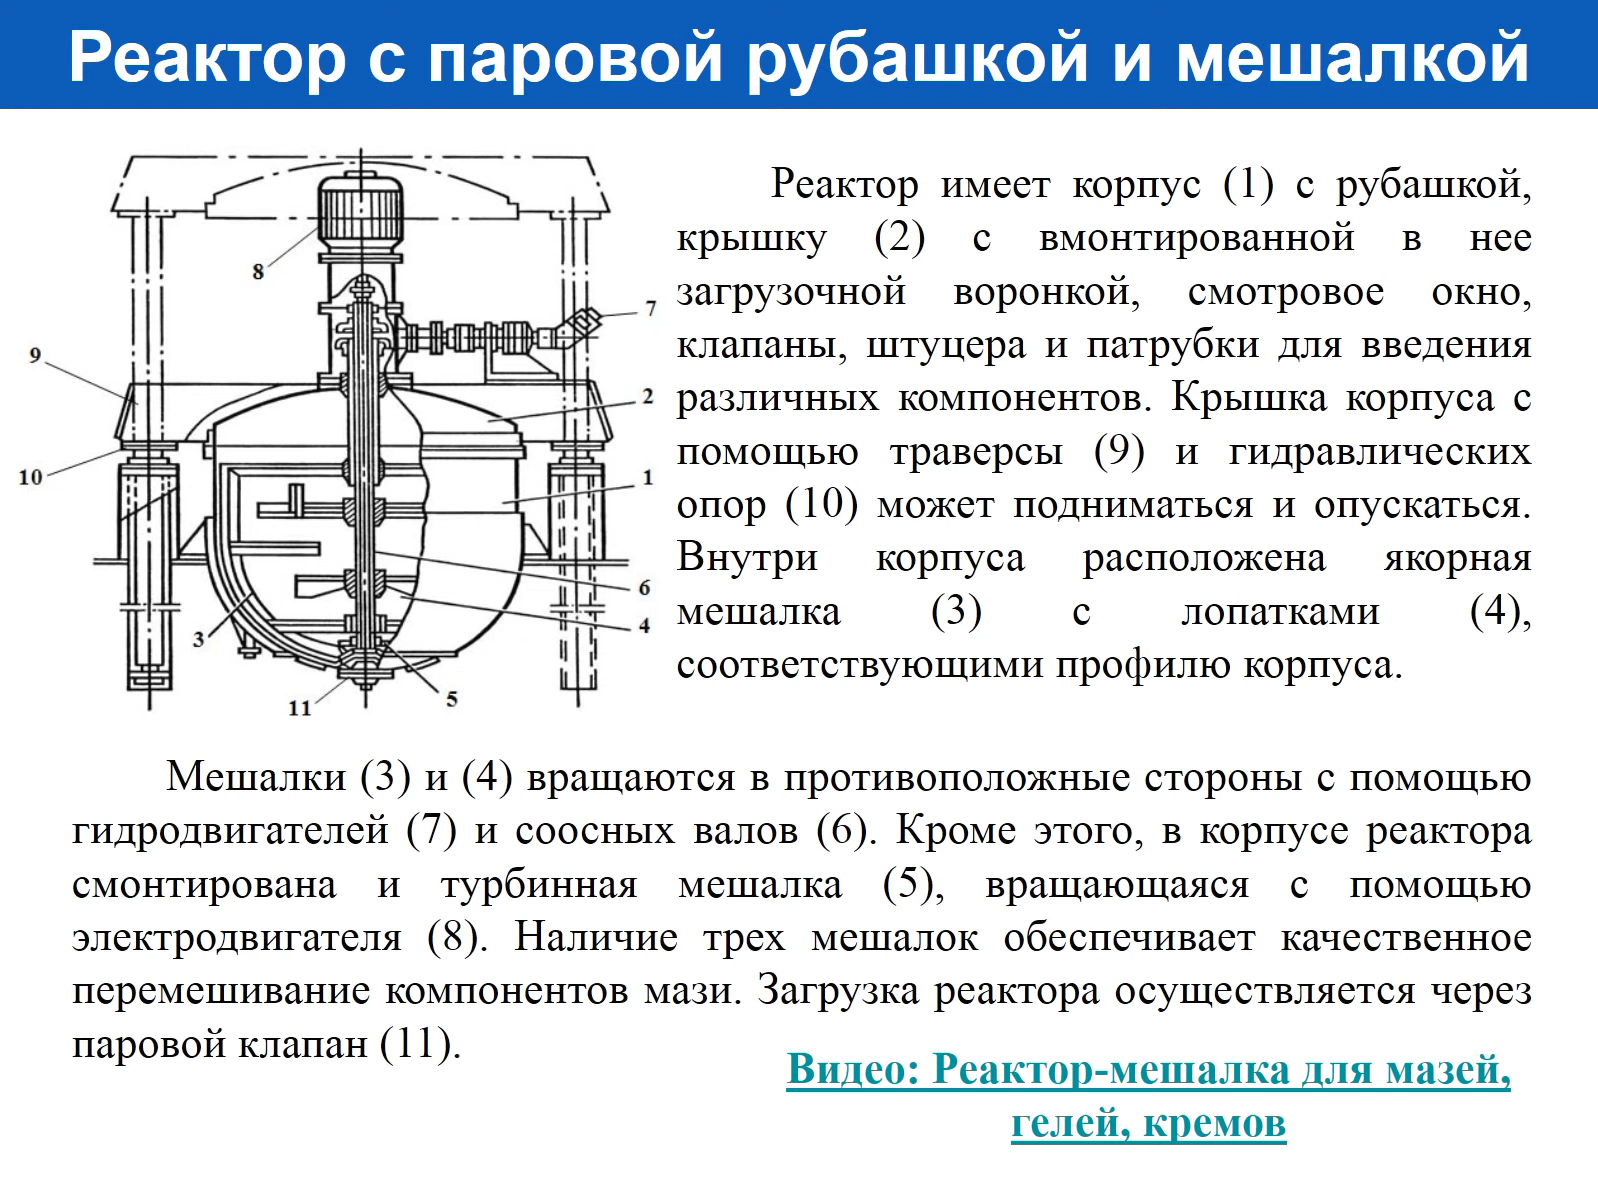 Реактор с паровой рубашкой и мешалкой
8
7
9
2
10
1
6
4
3
5
11
Реактор имеет корпус (1) с рубашкой,
крышку (2) с вмонтированной в нее
загрузочной воронкой, смотровое окно,
клапаны, штуцера и патрубки для введения
различных компонентов. Крышка корпуса с
помощью траверсы (9) и гидравлических
опор (10) может подниматься и опускаться.
Внутри корпуса расположена якорная
мешалка (3) с лопатками (4),
соответствующими профилю корпуса.
Мешалки (3) и (4) вращаются в противоположные стороны с помощью
гидродвигателей (7) и соосных валов (6). Кроме этого, в корпусе реактора
смонтирована и турбинная мешалка (5), вращающаяся с помощью
электродвигателя (8). Наличие трех мешалок обеспечивает качественное
перемешивание компонентов мази. Загрузка реактора осуществляется через
паровой клапан (11).
Видео: Реактор-мешалка для мазей,
гелей, кремов